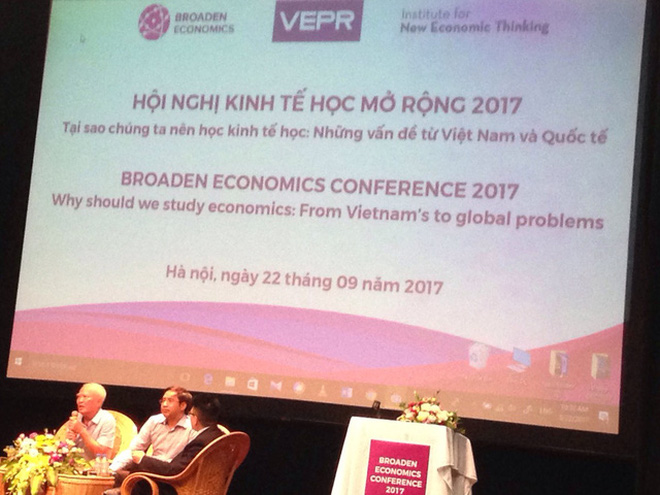 BROADEN
ECONOMICS
VEPR
Institute for
New Economic Thinking
HỘI NGHỊ KINH TẾ HỌC MỞ RỘNG 2017
Tại sao chúng ta nên học kinh tế học: Những vấn đề từ Việt Nam và Quốc tế
BROADEN ECONOMICS CONFERENCE 2017
Why should we study economics: From Vietnam's to global problems
Hà nội, ngày 22 tháng 09 năm 2017
ENG
BROADEN
ECONOMICS
CONFERENCE
2017